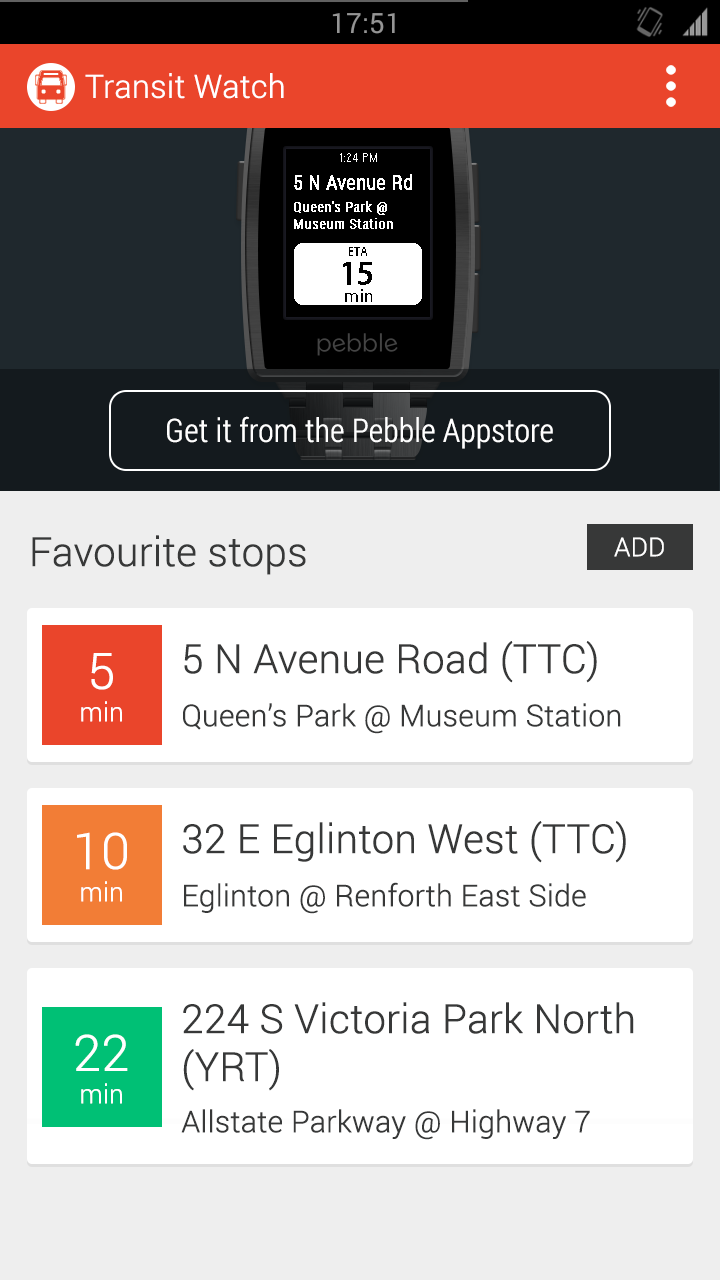 17:51
Transit Watch
1:24 PM
5 N Avenue Rd
Queen's Park @
Museum Station
ETA
15
min
pebble
Get it from the Pebble Appstore
Favourite stops
ADD
5
min
5 N Avenue Road (TTC)
Queen’s Park @ Museum Station
10
min
32 E Eglinton West (TTC)
Eglinton @ Renforth East Side
22
min
224 S Victoria Park North
(YRT)
Allstate Parkway @ Highway 7